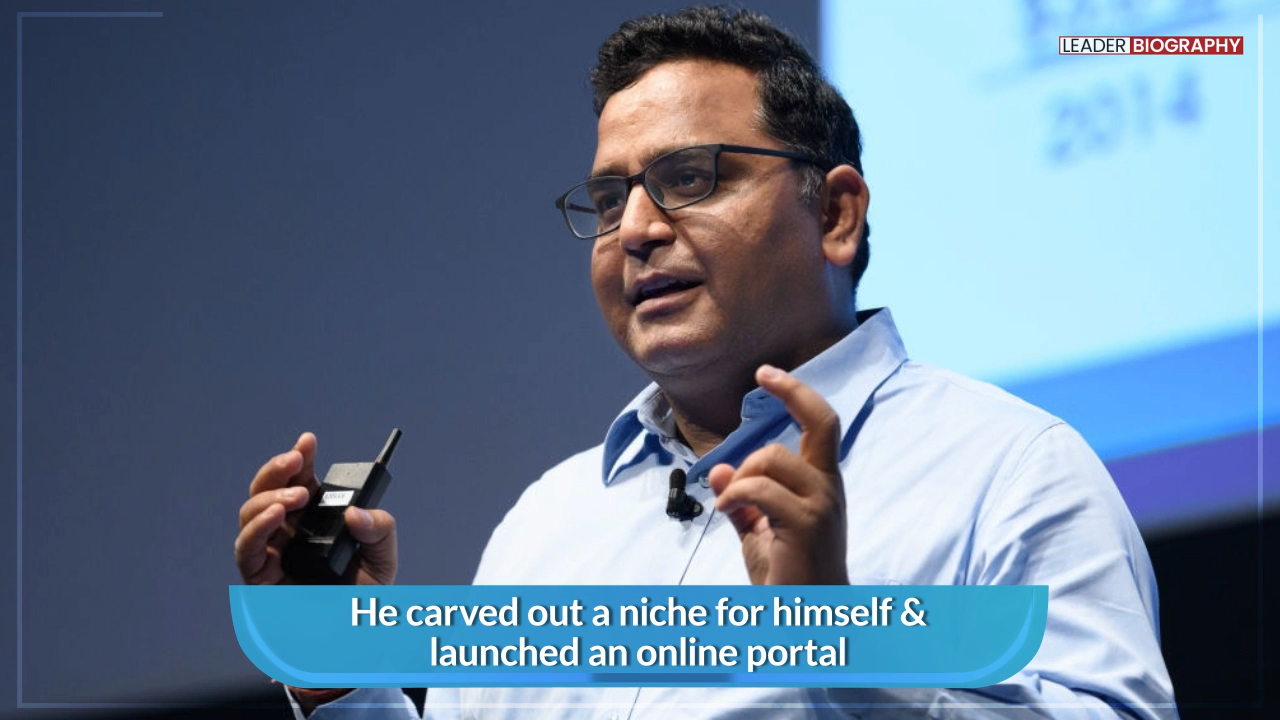 LEADER BIOGRAPHY
2014
He carved out a niche for himself &
launched an online portal